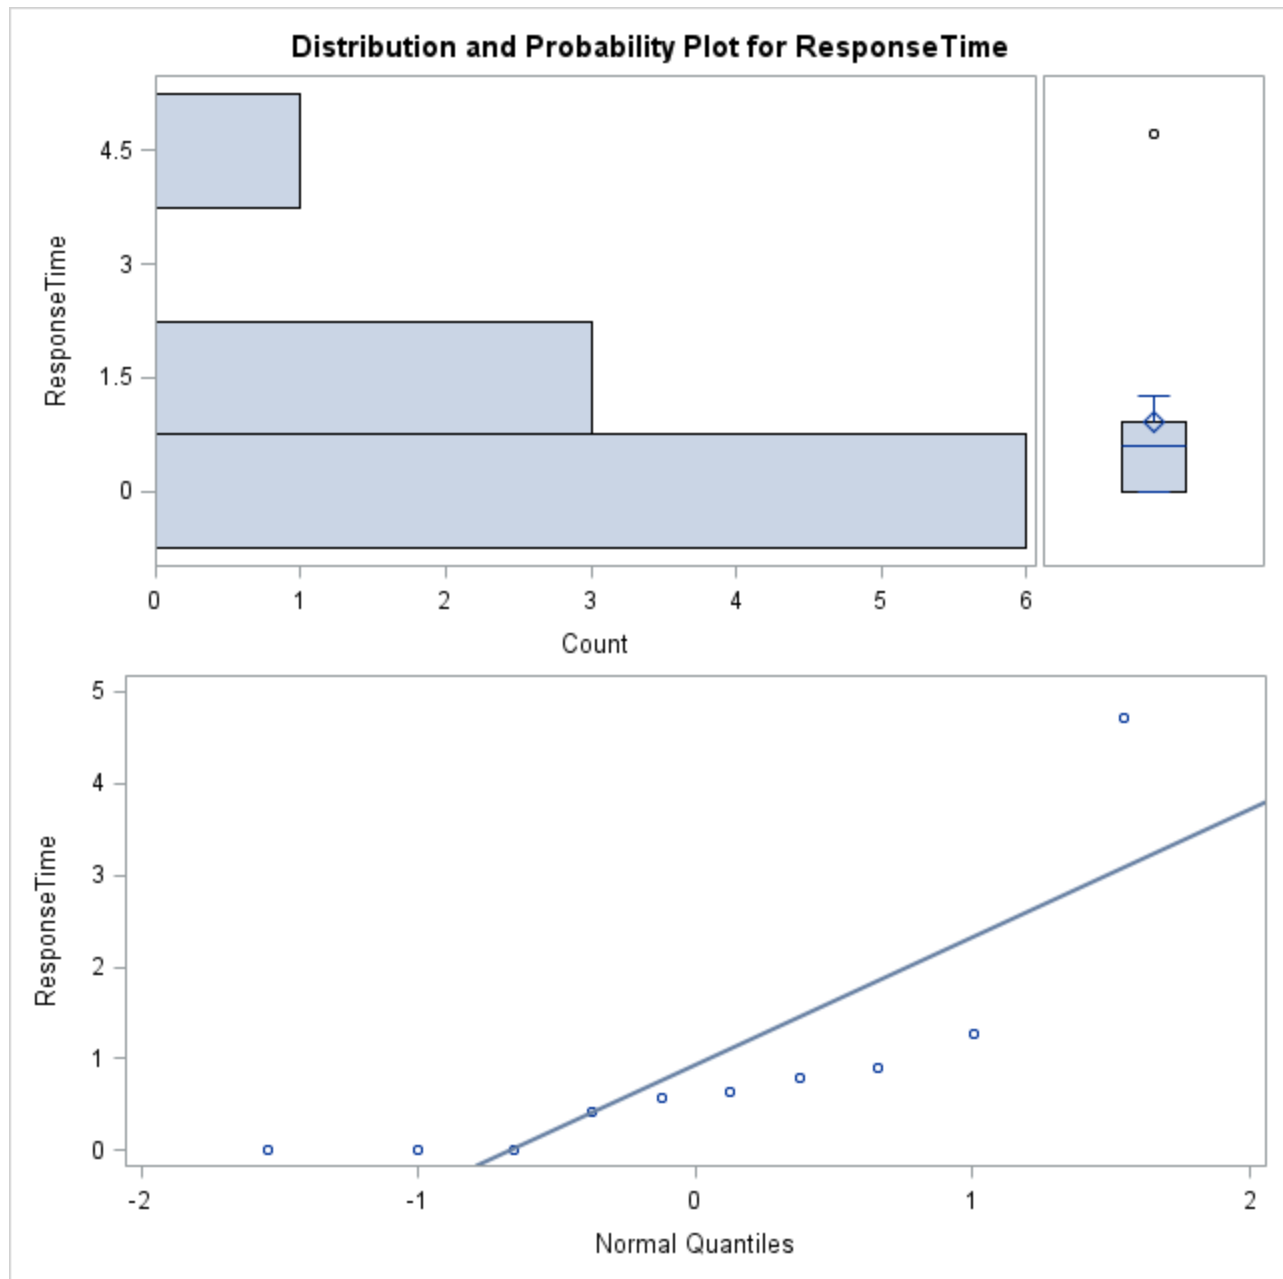 Distribution and Probability Plot for ResponseTime
4.5
3
1.5
0
ResponseTime
0 1 2 3 4 5 6
Count
5
4
3
2
1
0
ResponseTime
-2 -1 0 1 2
Normal Quantiles